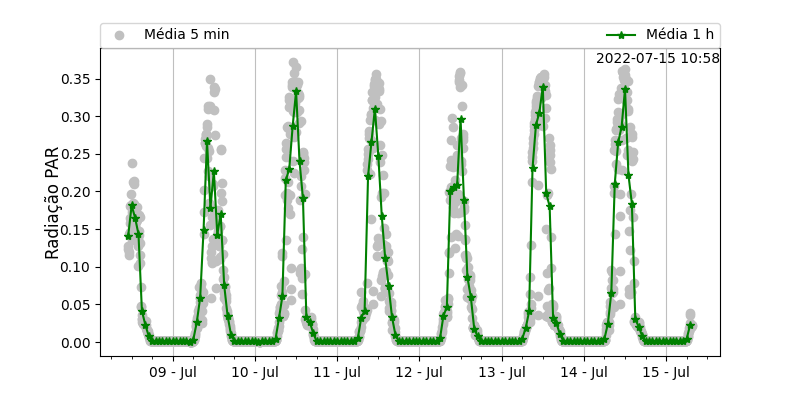 Média 5 min
Média 1 h
2022-07-15 10:58
Radiação PAR
0.35
0.30
0.25
0.20
0.15
0.10
0.05
0.00
09 - Jul
10 - Jul
11 - Jul
12 - Jul
13 - Jul
14 - Jul
15 - Jul